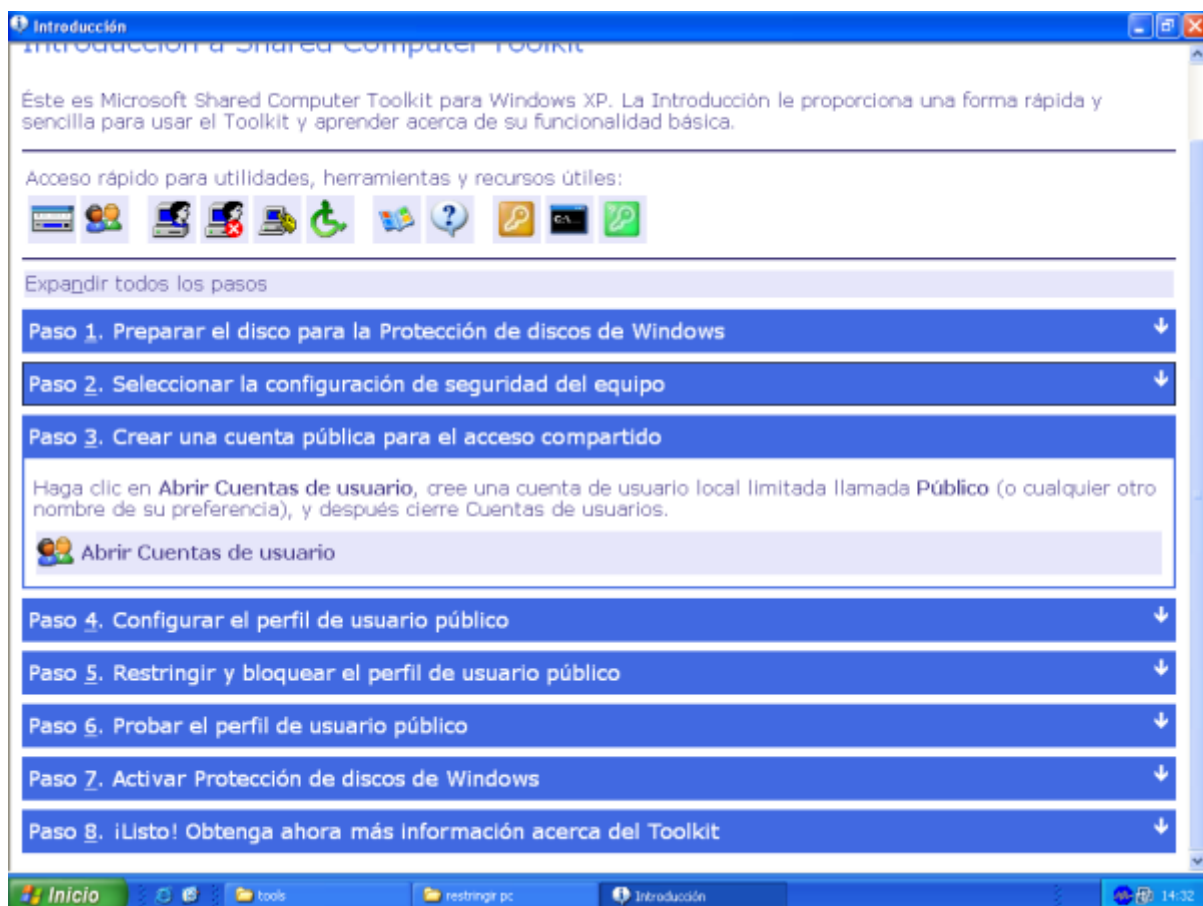 Introducción
Introducción a Shared Computer Toolkit
Éste es Microsoft Shared Computer Toolkit para Windows XP. La Introducción le proporciona una forma rápida y
sencilla para usar el Toolkit y aprender acerca de su funcionalidad básica.
Acceso rápido para utilidades, herramientas y recursos útiles:
C:\...
Expandir todos los pasos
Paso 1. Preparar el disco para la Protección de discos de Windows
Paso 2. Seleccionar la configuración de seguridad del equipo
Paso 3. Crear una cuenta pública para el acceso compartido
Haga clic en Abrir Cuentas de usuario, cree una cuenta de usuario local limitada llamada Público (o cualquier otro
nombre de su preferencia), y después cierre Cuentas de usuarios.
Abrir Cuentas de usuario
Paso 4. Configurar el perfil de usuario público
Paso 5. Restringir y bloquear el perfil de usuario público
Paso 6. Probar el perfil de usuario público
Paso 7. Activar Protección de discos de Windows
Paso 8. ¡Listo! Obtenga ahora más información acerca del Toolkit
Inicio
tools
restringir pc
Introducción
14:32